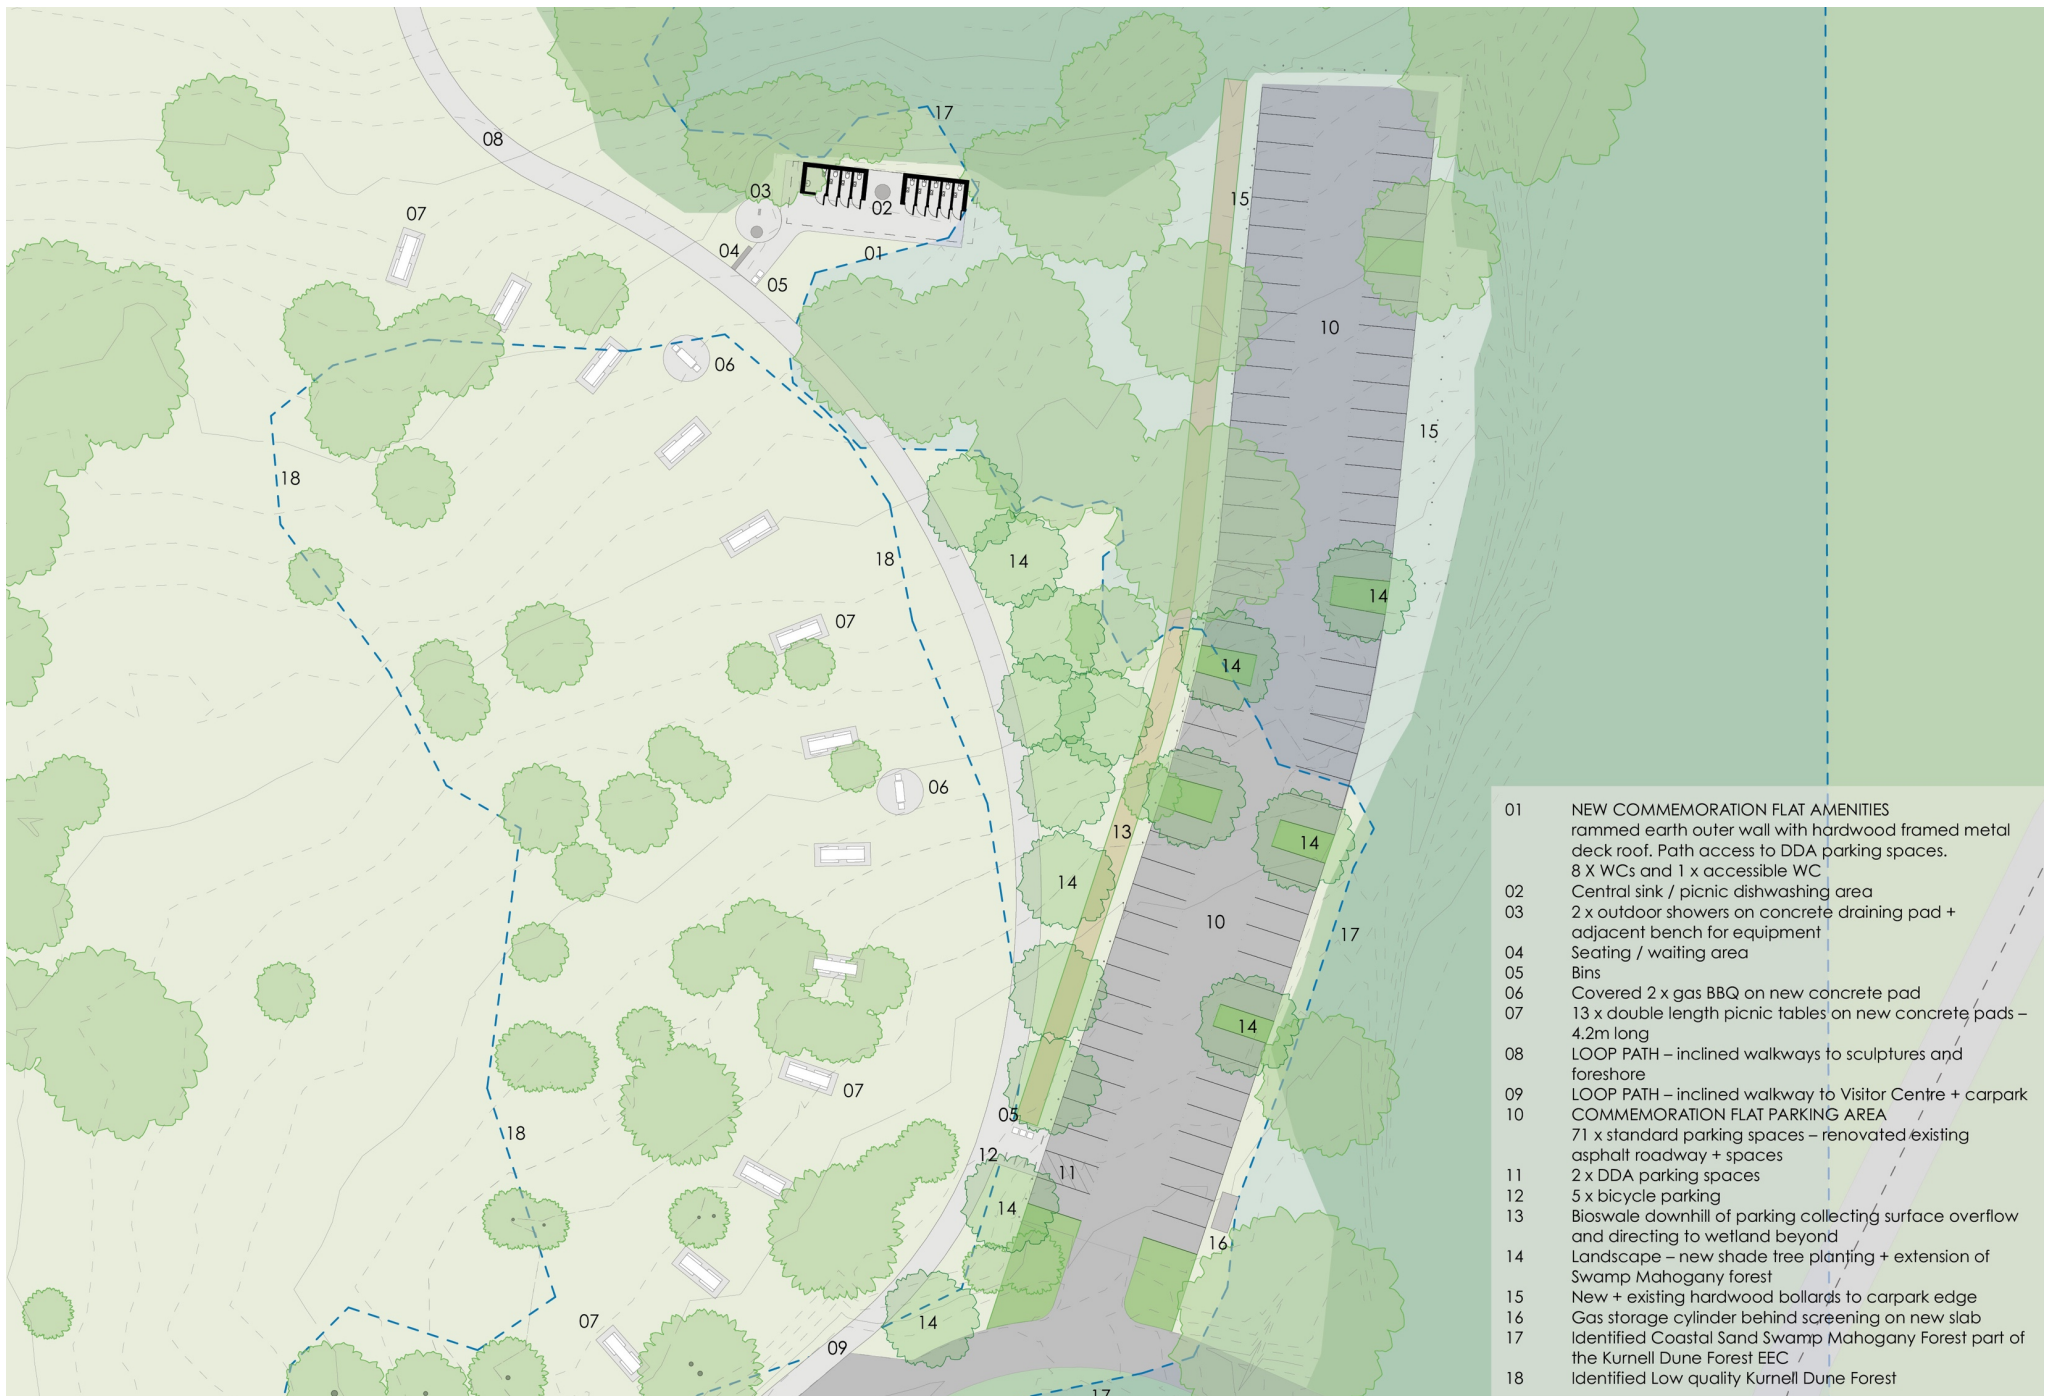 17
08
03
02
07
15
04
01
05
10
06
15
18
18
14
14
07
14
06
13
14
14
10
17
14
07
05
18
12
11
14
16
07
14
09
17
01 NEW COMMEMORATION FLAT AMENITIES
rammed earth outer wall with hardwood framed metal
deck roof. Path access to DDA parking spaces.
8 X WCs and 1 x accessible WC
02 Central sink / picnic dishwashing area
03 2 x outdoor showers on concrete draining pad +
adjacent bench for equipment
04 Seating / waiting area
05 Bins
06 Covered 2 x gas BBQ on new concrete pad
07 13 x double length picnic tables on new concrete pads –
4.2m long
08 LOOP PATH – inclined walkways to sculptures and
foreshore
09 LOOP PATH – inclined walkway to Visitor Centre + carpark
10 COMMEMORATION FLAT PARKING AREA
71 x standard parking spaces – renovated existing
asphalt roadway + spaces
11 2 x DDA parking spaces
12 5 x bicycle parking
13 Bioswale downhill of parking collecting surface overflow
and directing to wetland beyond
14 Landscape – new shade tree planting + extension of
Swamp Mahogany forest
15 New + existing hardwood bollards to carpark edge
16 Gas storage cylinder behind screening on new slab
17 Identified Coastal Sand Swamp Mahogany Forest part of
the Kurnell Dune Forest EEC
18 Identified Low quality Kurnell Dune Forest